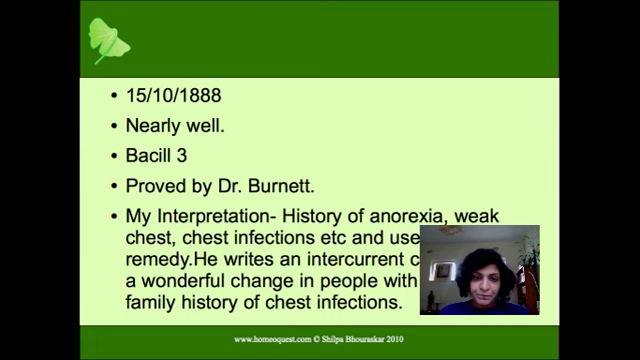 • 15/10/1888
• Nearly well.
• Bacill 3
• Proved by Dr. Burnett.
• My Interpretation- History of anorexia, weak
chest, chest infections etc and use
remedy.He writes an intercurrent c
a wonderful change in people with
family history of chest infections.
www.homeoquest.com © Shilpa Bhouraskar 2010